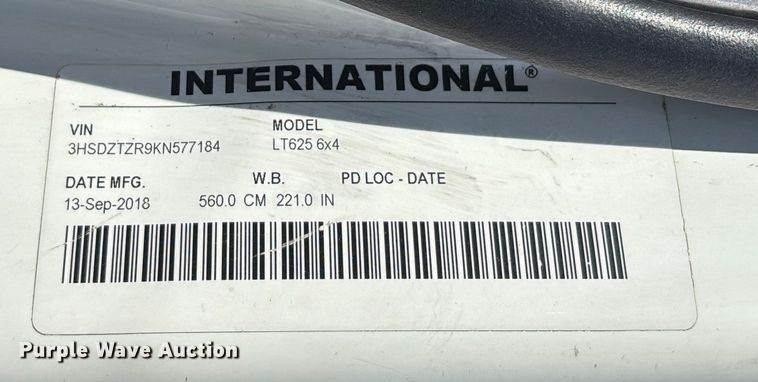 INTERNATIONAL®
VIN MODEL
3HSDZTZR9KN577184 LT625 6x4
DATE MFG. W.B. PD LOC - DATE
13-Sep-2018 560.0 CM 221.0 IN
Purple Wave Auction